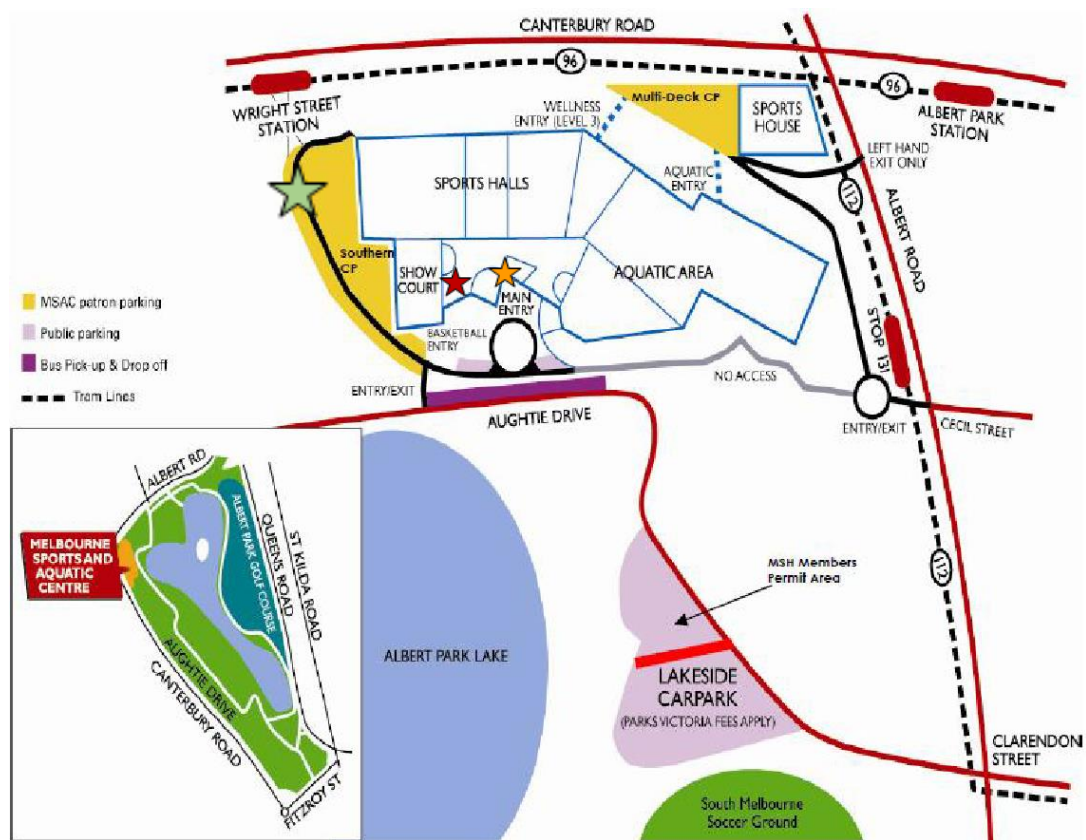 CANTERBURY ROAD
96
96
WRIGHT STREET
STATION
WELLNESS
ENTRY (LEVEL 3)
Multi-Deck CP
SPORTS
HOUSE
ALBERT PARK
STATION
LEFT HAND
EXIT ONLY
SPORTS HALLS
AQUATIC
ENTRY
112
ALBERT ROAD
Southern
CP
SHOW
COURT
MAIN
ENTRY
AQUATIC AREA
BASKETBALL
ENTRY
STOP 131
MSAC patron parking
Public parking
Bus Pick-up & Drop off
Tram Lines
ENTRY/EXIT
NO ACCESS
AUGHTIE DRIVE
ENTRY/EXIT
CECIL STREET
ALBERT RD
ALBERT PARK GOLF COURSE
QUEENS ROAD
ST KILDA ROAD
MELBOURNE
SPORTS AND
AQUATIC
CENTRE
AUGHTIE DRIVE
CANTERBURY ROAD
FITZROY ST
112
MSH Members
Permit Area
ALBERT PARK LAKE
LAKESIDE
CARPARK
(PARKS VICTORIA FEES APPLY)
CLARENDON
STREET
South Melbourne
Soccer Ground